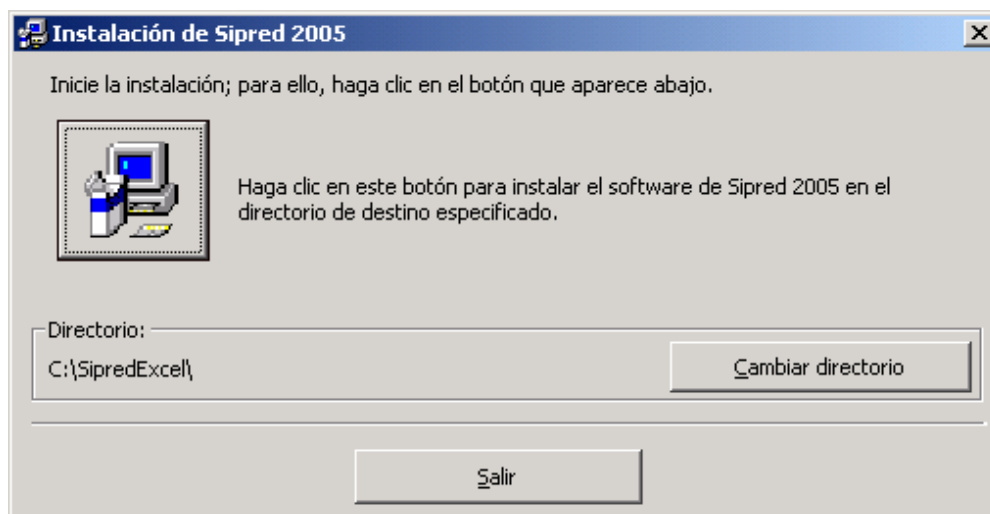 Instalación de Sipred 2005
Inicie la instalación; para ello, haga clic en el botón que aparece abajo.
Haga clic en este botón para instalar el software de Sipred 2005 en el
directorio de destino especificado.
Directorio:
C:\SipredExcel\
Cambiar directorio
Salir